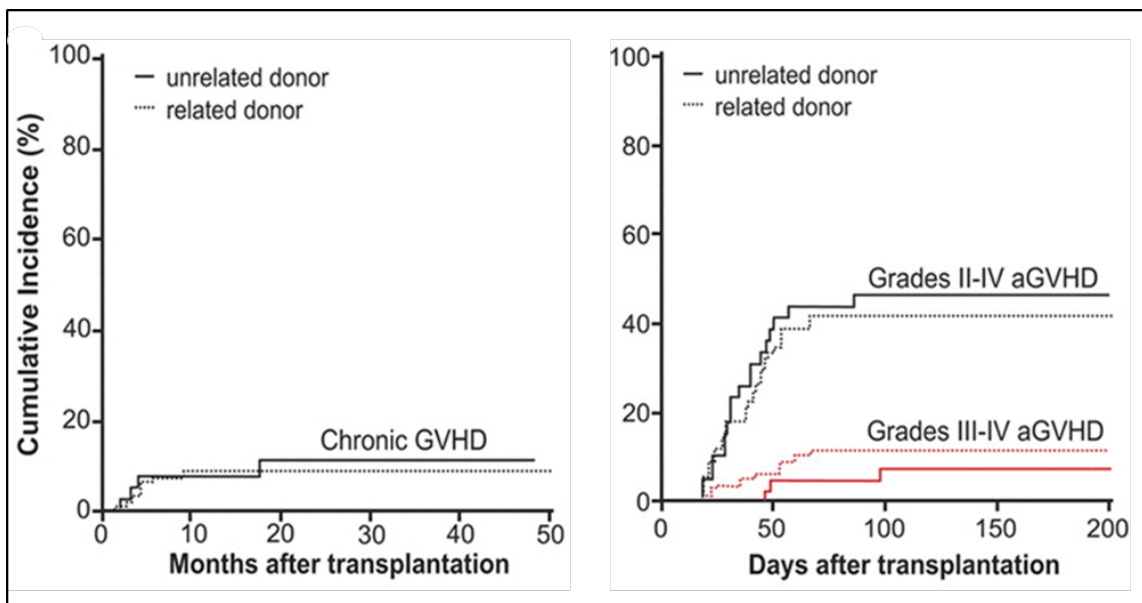 100
80
60
40
20
0
Cumulative Incidence (%)
unrelated donor
related donor
Chronic GVHD
0 10 20 30 40 50
Months after transplantation
100
80
60
40
20
0
unrelated donor
related donor
Grades II-IV aGVHD
Grades III-IV aGVHD
0 50 100 150 200
Days after transplantation